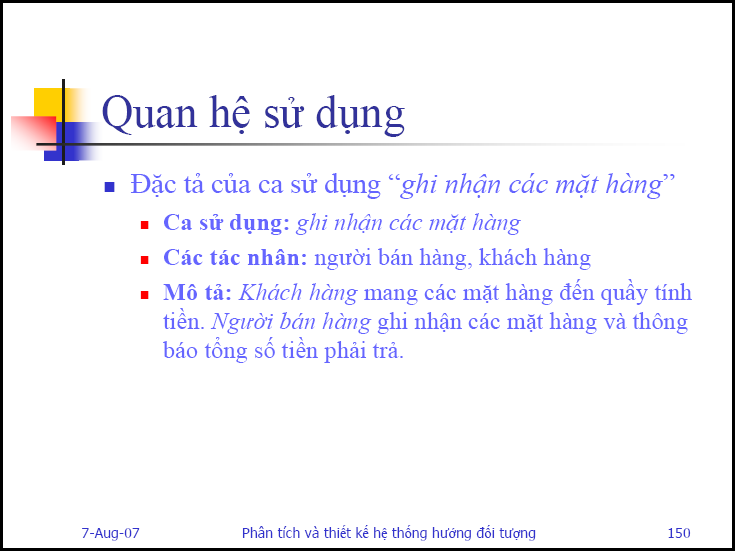 Quan hệ sử dụng
Đặc tả của ca sử dụng “ghi nhận các mặt hàng”
Ca sử dụng: ghi nhận các mặt hàng
Các tác nhân: người bán hàng, khách hàng
Mô tả: Khách hàng mang các mặt hàng đến quầy tính
tiền. Người bán hàng ghi nhận các mặt hàng và thông
báo tổng số tiền phải trả.
7-Aug-07 Phân tích và thiết kế hệ thống hướng đối tượng 150